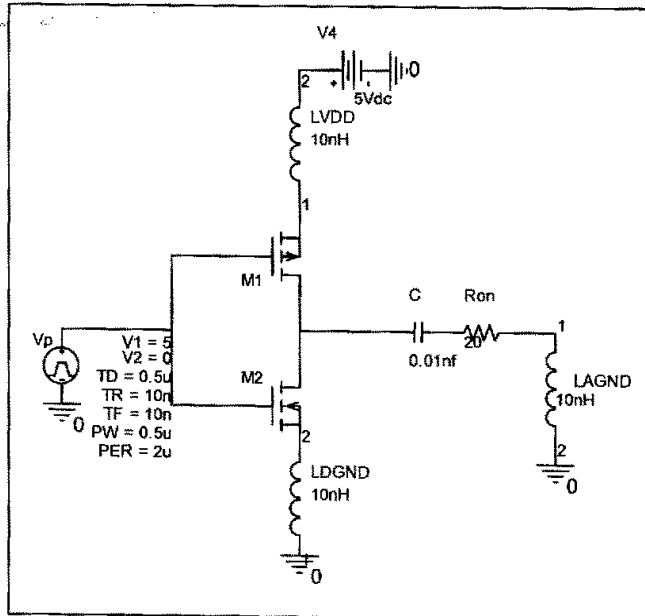 V4
2
0
5Vdc
LVDD
10nH
1
M1
C
Ron
Vp
V1 = 5
V2 = 0
TD = 0.5u
TR = 10n
TF = 10n
PW = 0.5u
PER = 2u
0
M2
0.01nf
20
1
LAGND
10nH
2
0
2
LDGND
10nH
1
0